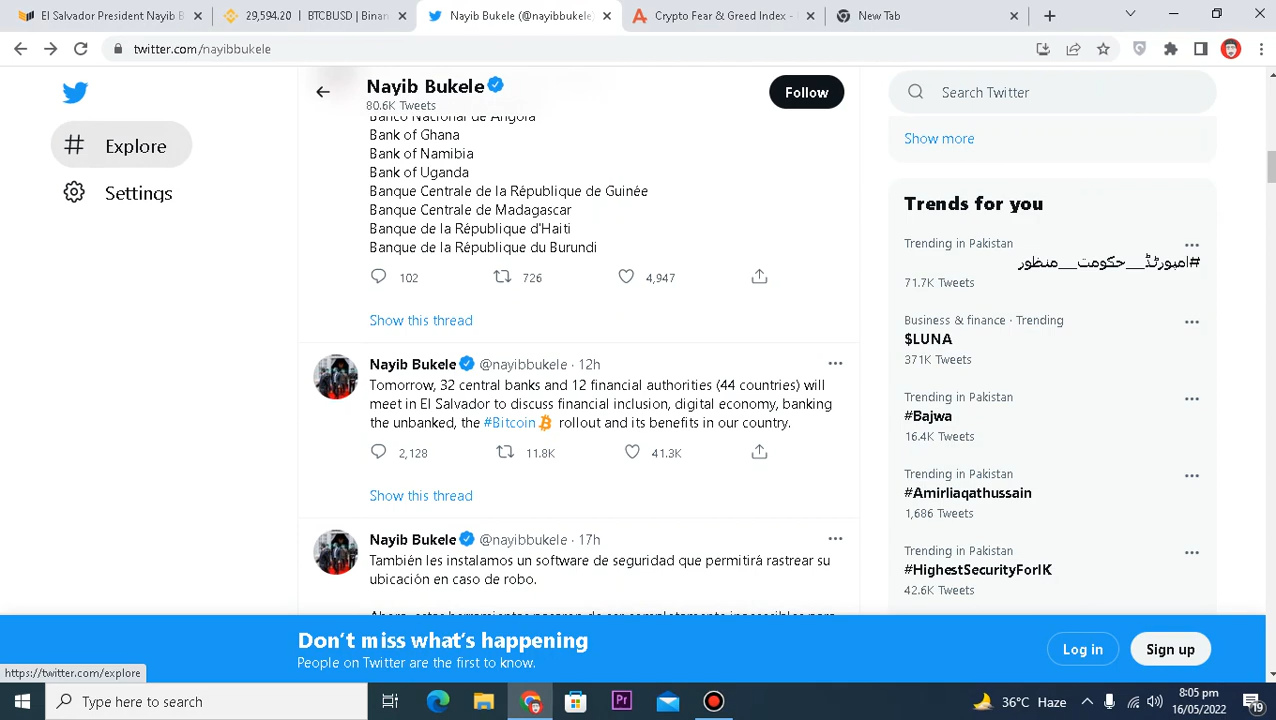 El Salvador President Nayib B
29,594.20 | BTCBUSD | Binan
Nayib Bukele (@nayibbukele)
Crypto Fear & Greed Index -
New Tab
twitter.com/nayibbukele
Explore
Settings
Nayib Bukele
80.6K Tweets
Follow
Banco Nacional de Angola
Bank of Ghana
Bank of Namibia
Bank of Uganda
Banque Centrale de la République de Guinée
Banque Centrale de Madagascar
Banque de la République d'Haiti
Banque de la République du Burundi
102 726 4,947
Show this thread
Nayib Bukele @nayibbukele · 12h
Tomorrow, 32 central banks and 12 financial authorities (44 countries) will
meet in El Salvador to discuss financial inclusion, digital economy, banking
the unbanked, the #Bitcoin rollout and its benefits in our country.
2,128 11.8K 41.3K
Show this thread
Nayib Bukele @nayibbukele · 17h
También les instalamos un software de seguridad que permitirá rastrear su
ubicación en caso de robo.
Search Twitter
Show more
Trends for you
Trending in Pakistan
#امپورٹڈ__حکومت__منظور
71.7K Tweets
Business & finance · Trending
$LUNA
371K Tweets
Trending in Pakistan
#Bajwa
16.4K Tweets
Trending in Pakistan
#Amirliaqathussain
1,686 Tweets
Trending in Pakistan
#HighestSecurityForIK
42.6K Tweets
Don't miss what's happening
People on Twitter are the first to know.
Log in
Sign up
https://twitter.com/explore
Type here to search
Pr
36°C Haze
8:05 pm
16/05/2022
19